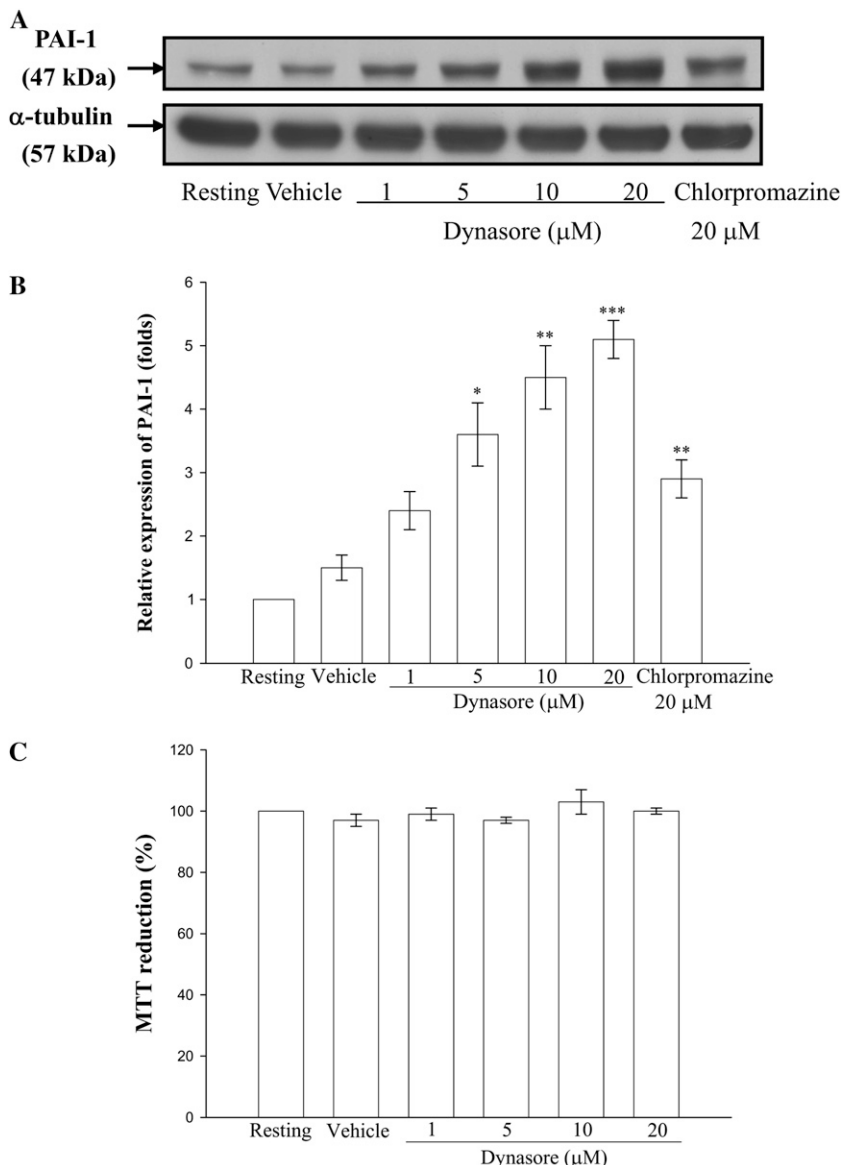 A
PAI-1
(47 kDa)
α-tubulin
(57 kDa)
Resting Vehicle 1 5 10 20 Chlorpromazine
Dynasore (μM) 20 μM
B
Relative expression of PAI-1 (folds)
6
5
4
3
2
1
0
*
**
***
**
Resting Vehicle 1 5 10 20 Chlorpromazine
Dynasore (μM) 20 μM
C
MTT reduction (%)
120
100
80
60
40
20
0
Resting Vehicle 1 5 10 20
Dynasore (μM)